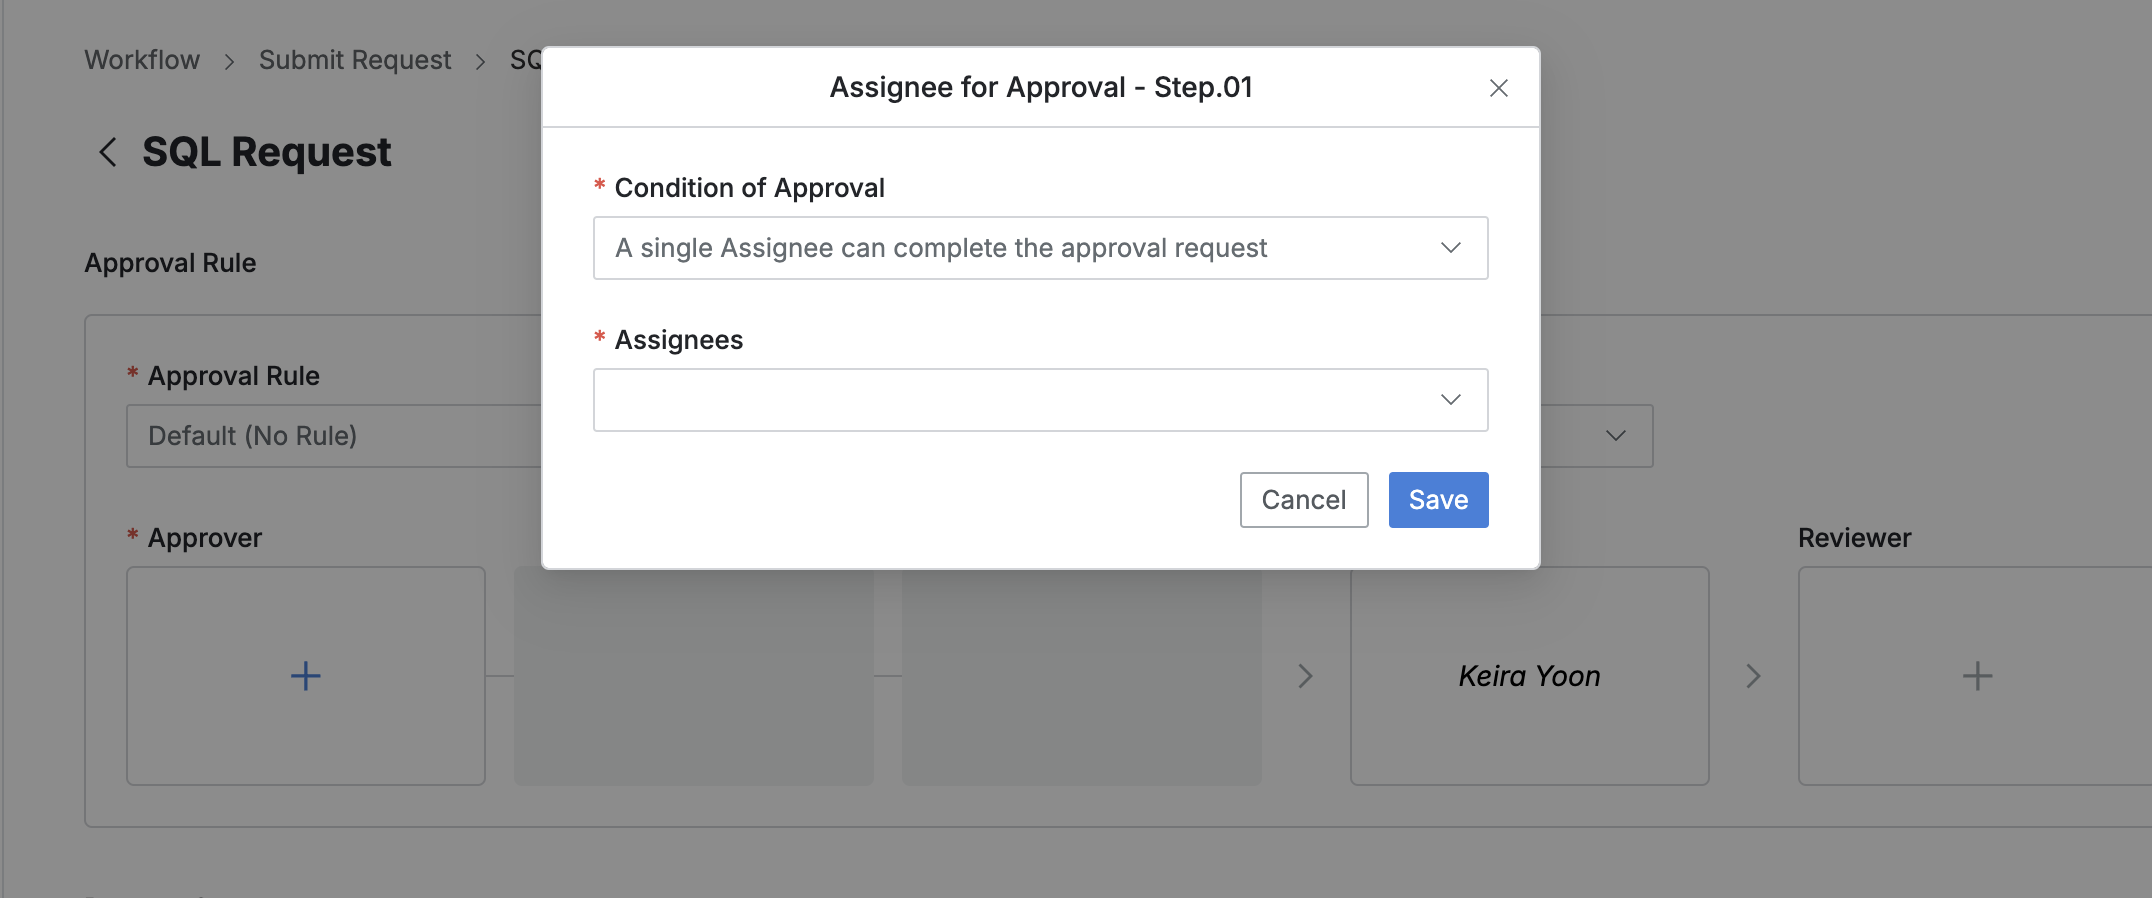 Workflow > Submit Request > SQ
SQL Request
Approval Rule
* Approval Rule
Default (No Rule)
* Approver
Keira Yoon
Reviewer
Assignee for Approval - Step.01
* Condition of Approval
A single Assignee can complete the approval request
* Assignees
Cancel
Save